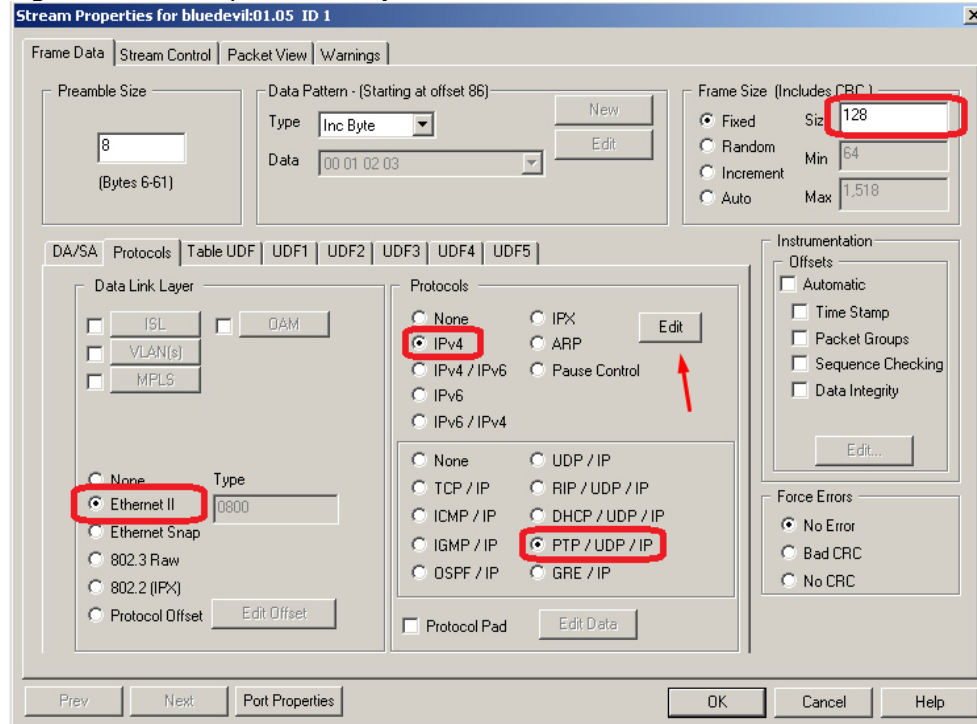 Stream Properties for bluedevil:01.05 ID 1
Frame Data Stream Control Packet View Warnings
Preamble Size
8
(Bytes 6-61)
Data Pattern - (Starting at offset 86)
Type Inc Byte
Data 00 01 02 03
New
Edit
Frame Size (Includes CRC )
Fixed
Random
Increment
Auto
Siz 128
Min 64
Max 1,518
DA/SA Protocols Table UDF UDF1 UDF2 UDF3 UDF4 UDF5
Data Link Layer
ISL OAM
VLAN(s)
MPLS
None Type
Ethernet II 0800
Ethernet Snap
802.3 Raw
802.2 (IPX)
Protocol Offset Edit Offset
Protocols
None IPX
IPv4 ARP
IPv4 / IPv6 Pause Control
IPv6
IPv6 / IPv4
Edit
None UDP / IP
TCP / IP RIP / UDP / IP
ICMP / IP DHCP / UDP / IP
IGMP / IP PTP / UDP / IP
OSPF / IP GRE / IP
Protocol Pad Edit Data
Instrumentation
Offsets
Automatic
Time Stamp
Packet Groups
Sequence Checking
Data Integrity
Edit...
Force Errors
No Error
Bad CRC
No CRC
Prev Next Port Properties OK Cancel Help